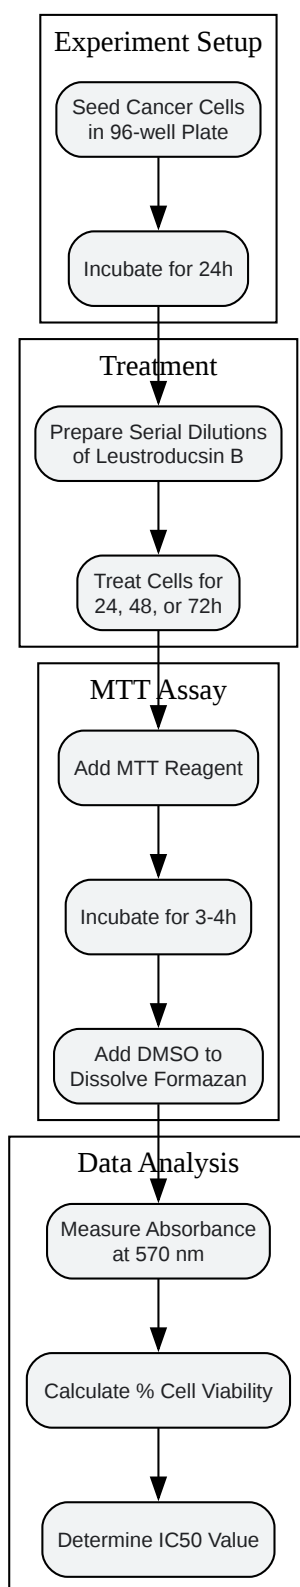 Experiment Setup
Seed Cancer Cells
in 96-well Plate
Incubate for 24h
Treatment
Prepare Serial Dilutions
of Leustroducsin B
Treat Cells for
24, 48, or 72h
MTT Assay
Add MTT Reagent
Incubate for 3-4h
Add DMSO to
Dissolve Formazan
Data Analysis
Measure Absorbance
at 570 nm
Calculate % Cell Viability
Determine IC50 Value